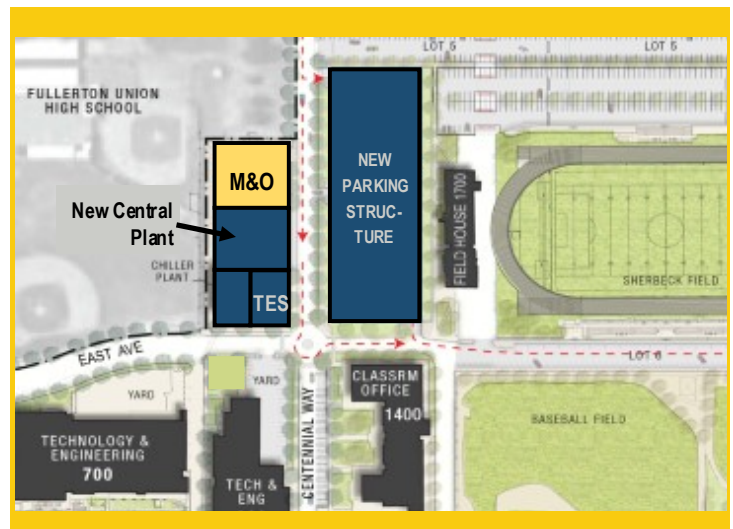 LOT 5
LOT 5
FULLERTON UNION
HIGH SCHOOL
M&O
NEW
PARKING
STRUC-
TURE
New Central
Plant
FIELD HOUSE 1700
CHILLER
PLANT
TES
SHERBECK FIELD
EAST AVE
LOT 6
YARD
YARD
CLASSRM
OFFICE
1400
CENTENNIAL WAY
BASEBALL FIELD
TECHNOLOGY &
ENGINEERING
700
TECH &
ENG